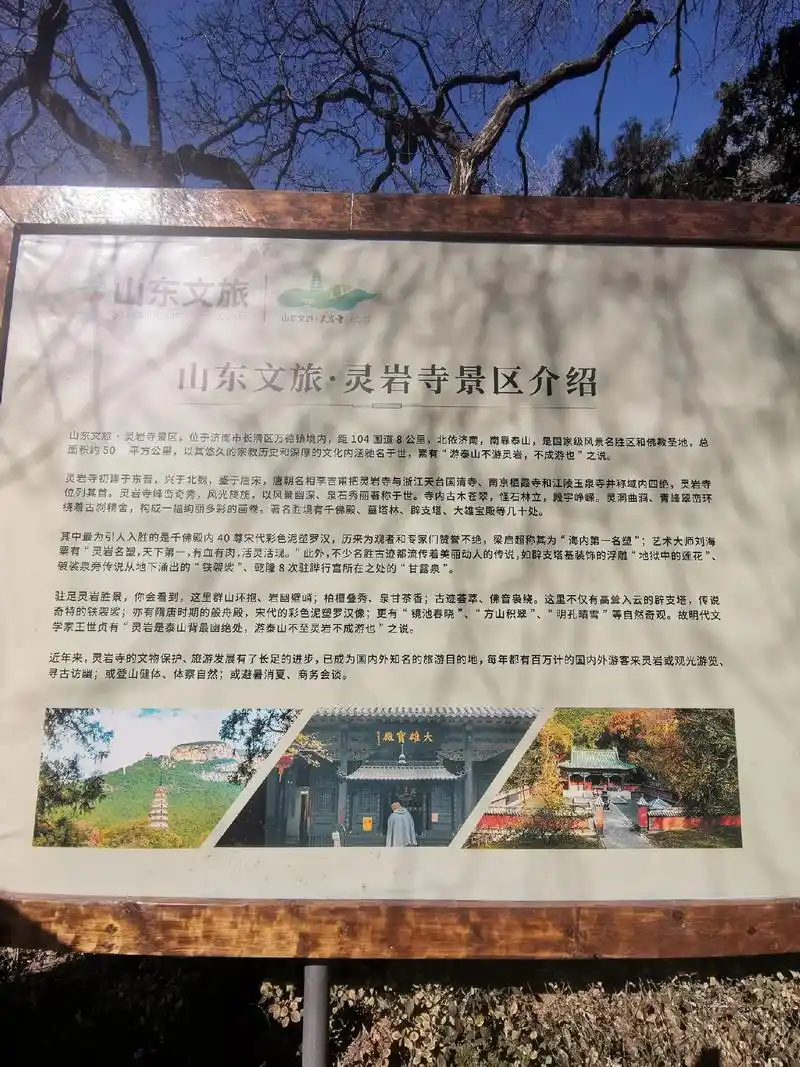 山东文旅
山东文旅·灵岩寺景区介绍
山东文旅·灵岩寺景区，位于济南市长清区万德镇境内，距104国道8公里，北依济南，南靠泰山，是国家级风景名胜区和佛教圣地，总
面积约50 平方公里，以其悠久的宗教历史和深厚的文化内涵驰名于世，素有“游泰山不游灵岩，不成游也”之说。
灵岩寺初建于东晋，兴于北魏，盛于唐宋，唐朝名相李吉甫把灵岩寺与浙江天台国清寺、南京栖霞寺和江陵玉泉寺并称域内四绝，灵岩寺
位列其首。灵岩寺峰峦奇秀，风光旖旎，以风景幽深、泉石秀丽著称于世。寺内古木苍翠，怪石林立，殿宇峥嵘。灵洞曲涧、青峰翠峦环
绕着古刹精舍，构成一幅绚丽多彩的画卷。著名胜境有千佛殿、墓塔林、辟支塔、大雄宝殿等几十处。
其中最为引人入胜的是千佛殿内40尊宋代彩色泥塑罗汉，历来为观者和专家们赞誉不绝，梁启超称其为“海内第一名塑”；艺术大师刘海
粟有“灵岩名塑，天下第一，有血有肉，活灵活现。”此外，不少名胜古迹都流传着美丽动人的传说，如辟支塔基装饰的浮雕“地狱中的莲花”、
袈裟泉旁传说从地下涌出的“铁袈裟”、乾隆8次驻跸行宫所在之处的“甘露泉”。
驻足灵岩胜景，你会看到，这里群山环抱、岩幽壁峭；柏檀叠秀、泉甘茶香；古迹荟萃、佛音袅绕。这里不仅有高耸入云的辟支塔，传说
奇特的铁袈裟；亦有隋唐时期的般舟殿，宋代的彩色泥塑罗汉像；更有“镜池春晓”、“方山积翠”、“明孔晴雪”等自然奇观。故明代文
学家王世贞有“灵岩是泰山背最幽绝处，游泰山不至灵岩不成游也”之说。
近年来，灵岩寺的文物保护、旅游发展有了长足的进步，已成为国内外知名的旅游目的地，每年都有百万计的国内外游客来灵岩或观光游览、
寻古访幽；或登山健体、体察自然；或避暑消夏、商务会谈。
大雄寶殿